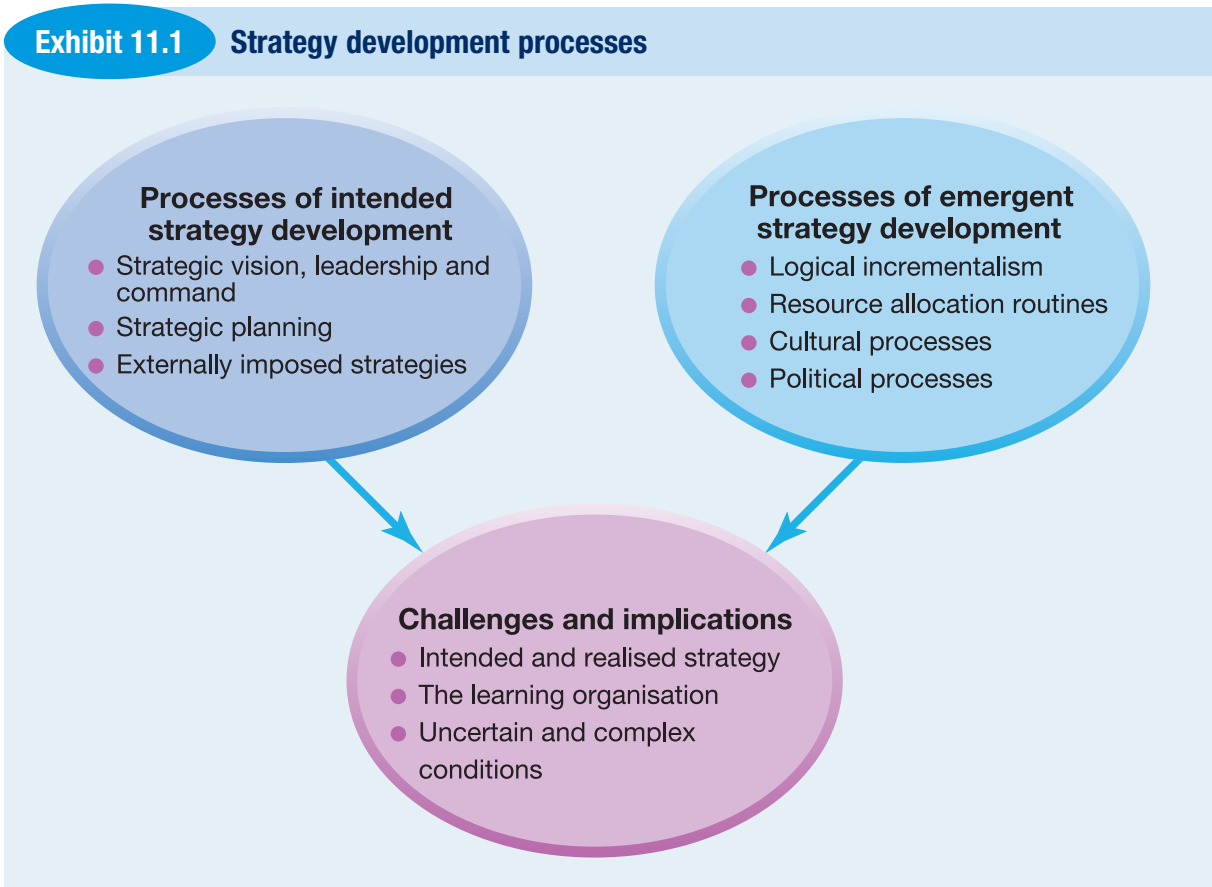 Exhibit 11.1
Strategy development processes
Processes of intended
strategy development
● Strategic vision, leadership and
command
● Strategic planning
● Externally imposed strategies
Processes of emergent
strategy development
● Logical incrementalism
● Resource allocation routines
● Cultural processes
● Political processes
Challenges and implications
● Intended and realised strategy
● The learning organisation
● Uncertain and complex
conditions